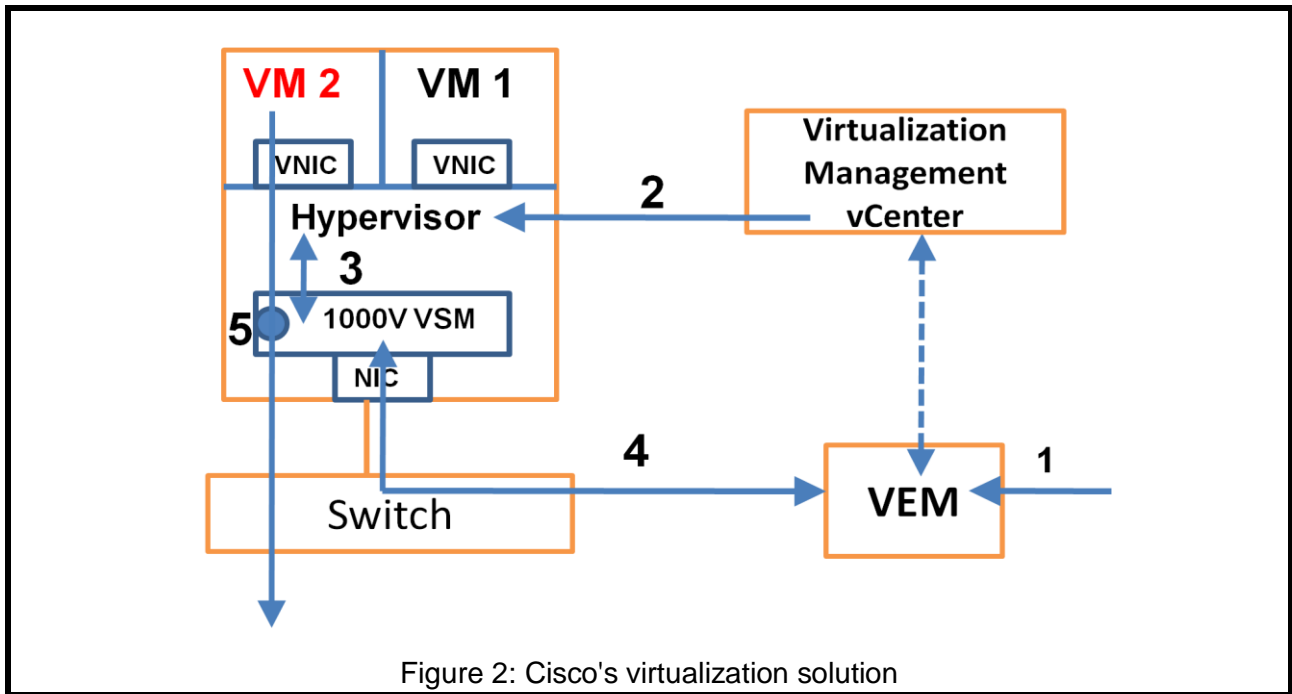 VM 2
VM 1
VNIC
VNIC
Hypervisor
2
Virtualization
Management
vCenter
3
5
1000V VSM
NIC
4
1
VEM
Switch
Figure 2: Cisco's virtualization solution